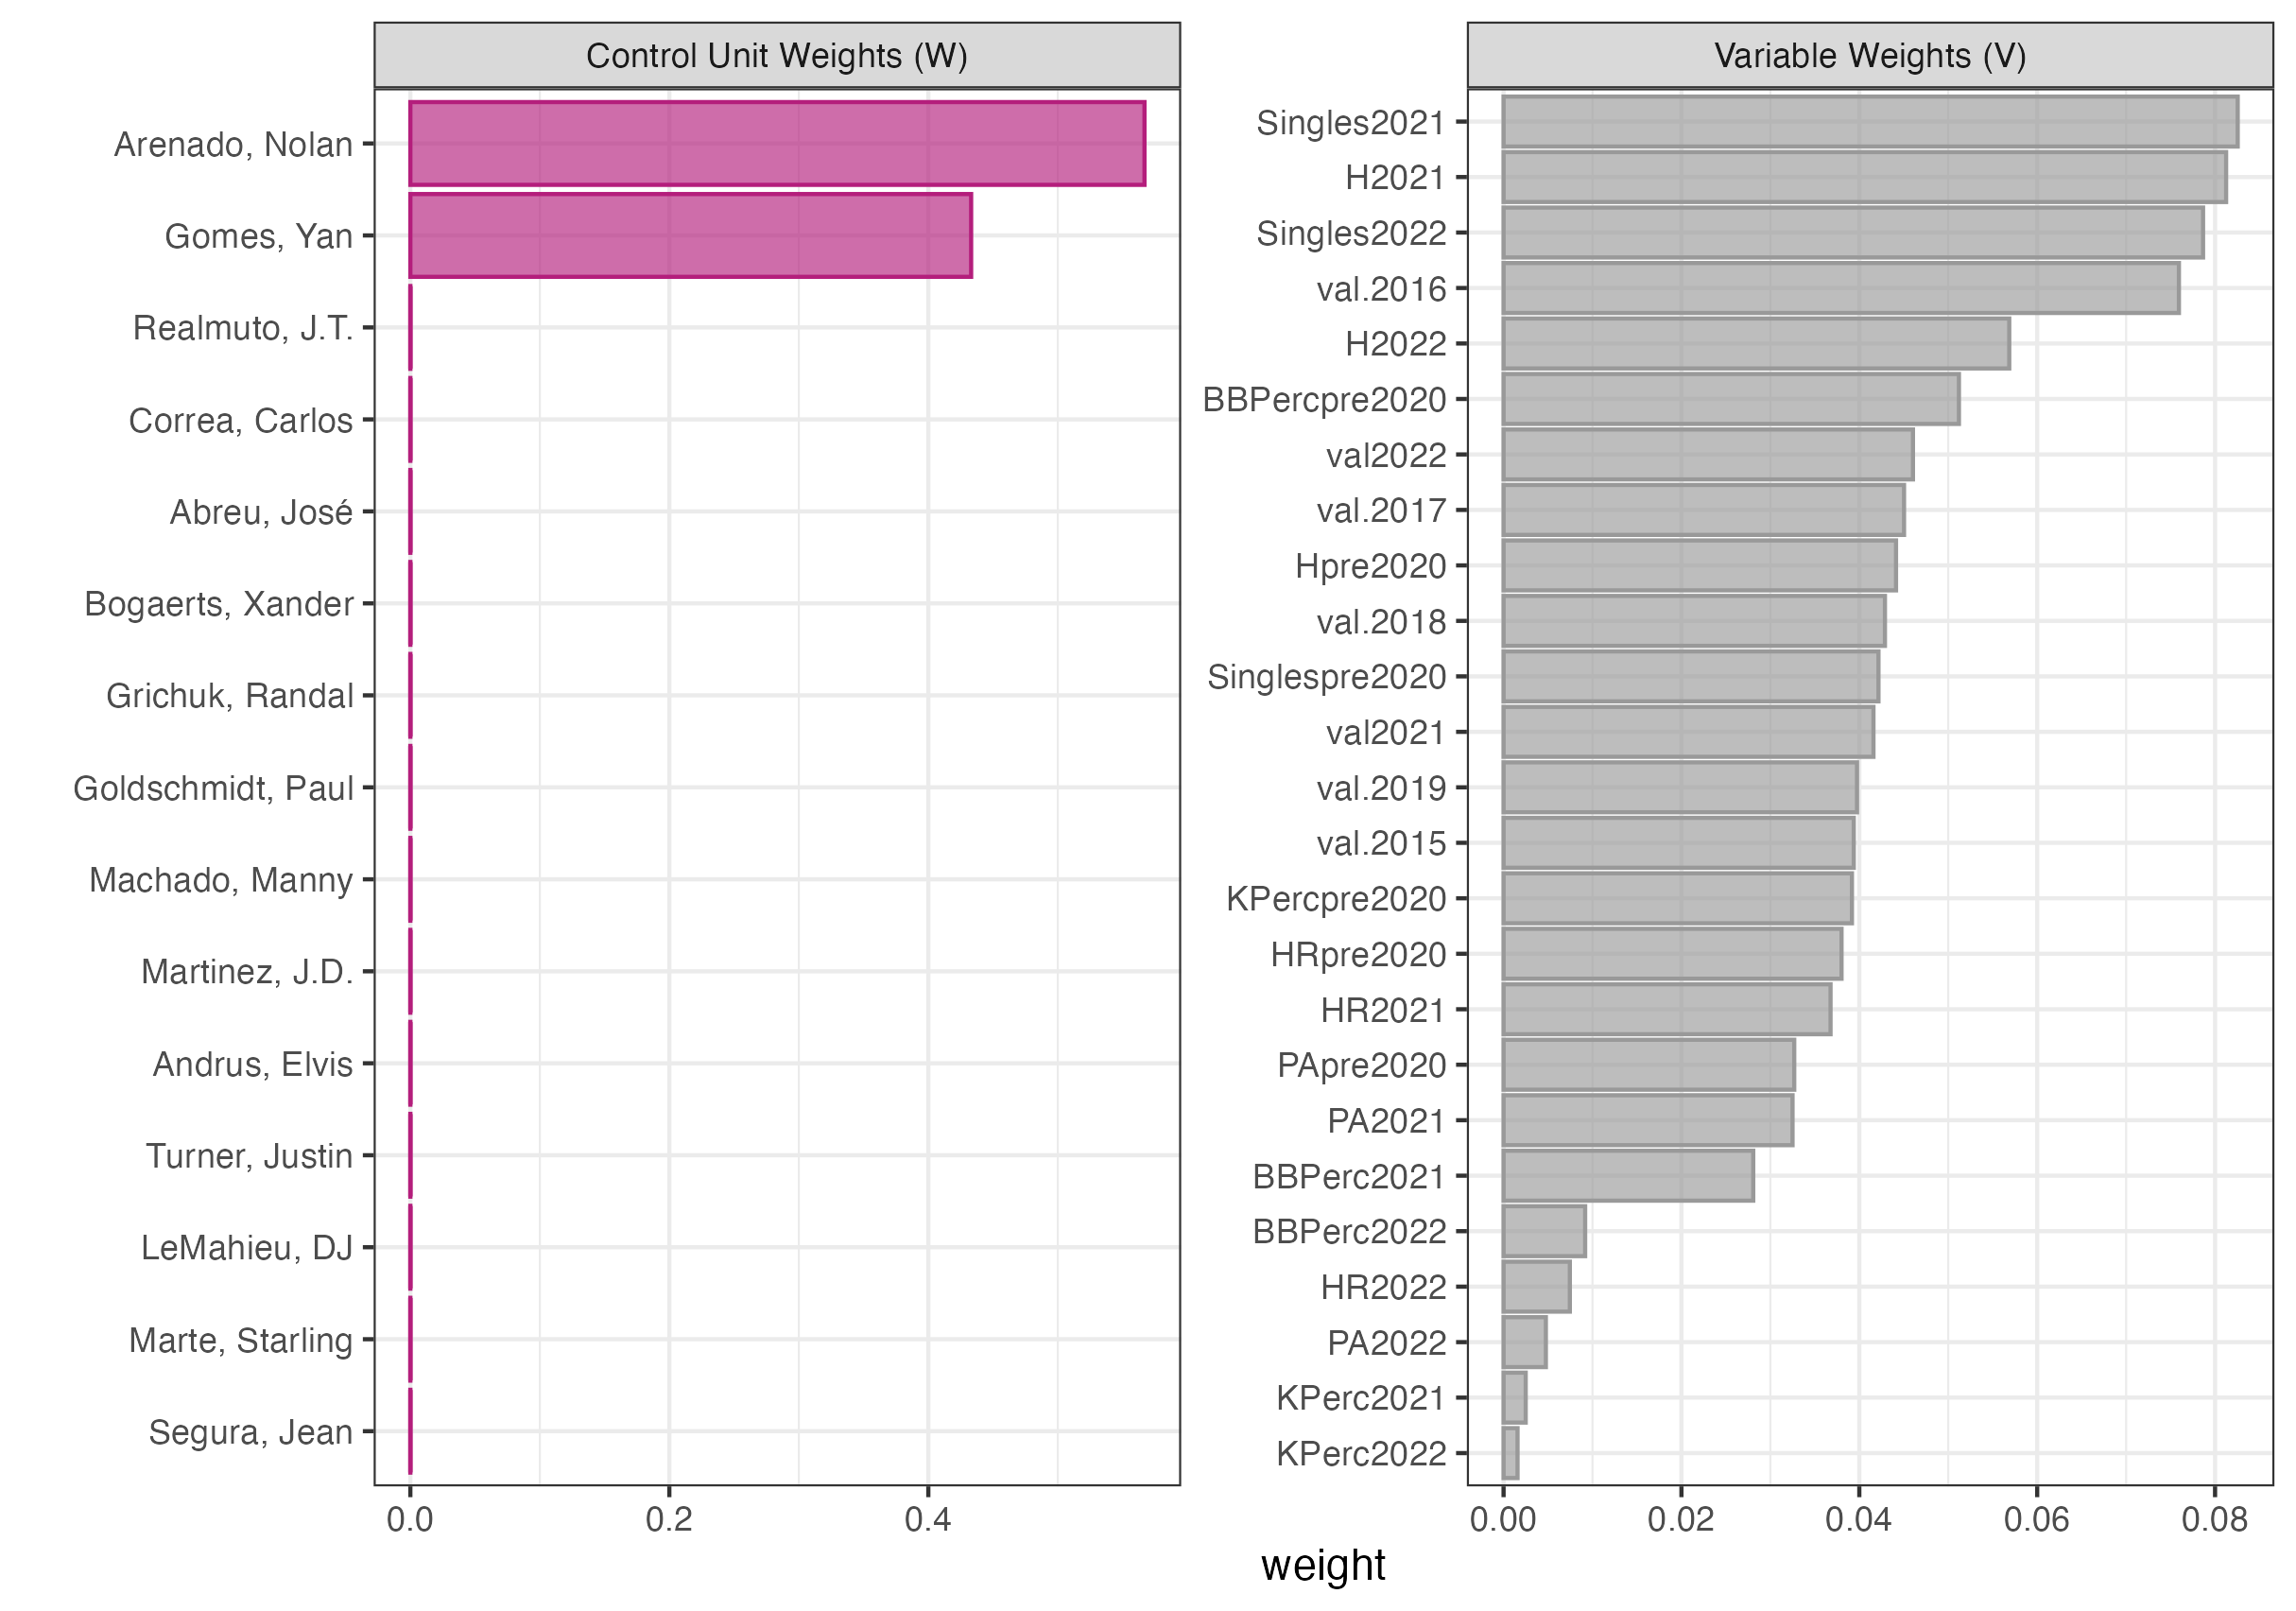 Control Unit Weights (W)
Arenado, Nolan
Gomes, Yan
Realmuto, J.T.
Correa, Carlos
Abreu, José
Bogaerts, Xander
Grichuk, Randal
Goldschmidt, Paul
Machado, Manny
Martinez, J.D.
Andrus, Elvis
Turner, Justin
LeMahieu, DJ
Marte, Starling
Segura, Jean
0.0 0.2 0.4
Variable Weights (V)
Singles2021
H2021
Singles2022
val.2016
H2022
BBPercpre2020
val2022
val.2017
Hpre2020
val.2018
Singlespre2020
val2021
val.2019
val.2015
KPercpre2020
HRpre2020
HR2021
PApre2020
PA2021
BBPerc2021
BBPerc2022
HR2022
PA2022
KPerc2021
KPerc2022
0.00 0.02 0.04 0.06 0.08
weight